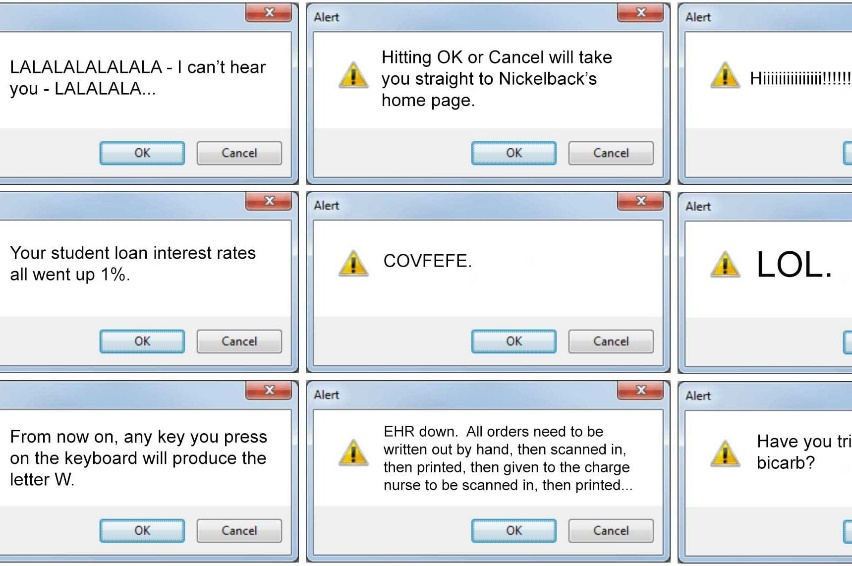 LALALALALALALA - I can't hear
you - LALALALA...
OK Cancel
Alert
Hitting OK or Cancel will take
you straight to Nickelback's
home page.
OK Cancel
Alert
Hiiiiiiiiiiiiii!!!!!!
Your student loan interest rates
all went up 1%.
OK Cancel
Alert
COVFEFE.
OK Cancel
Alert
LOL.
From now on, any key you press
on the keyboard will produce the
letter W.
OK Cancel
Alert
EHR down. All orders need to be
written out by hand, then scanned in,
then printed, then given to the charge
nurse to be scanned in, then printed...
OK Cancel
Alert
Have you
bicarb?